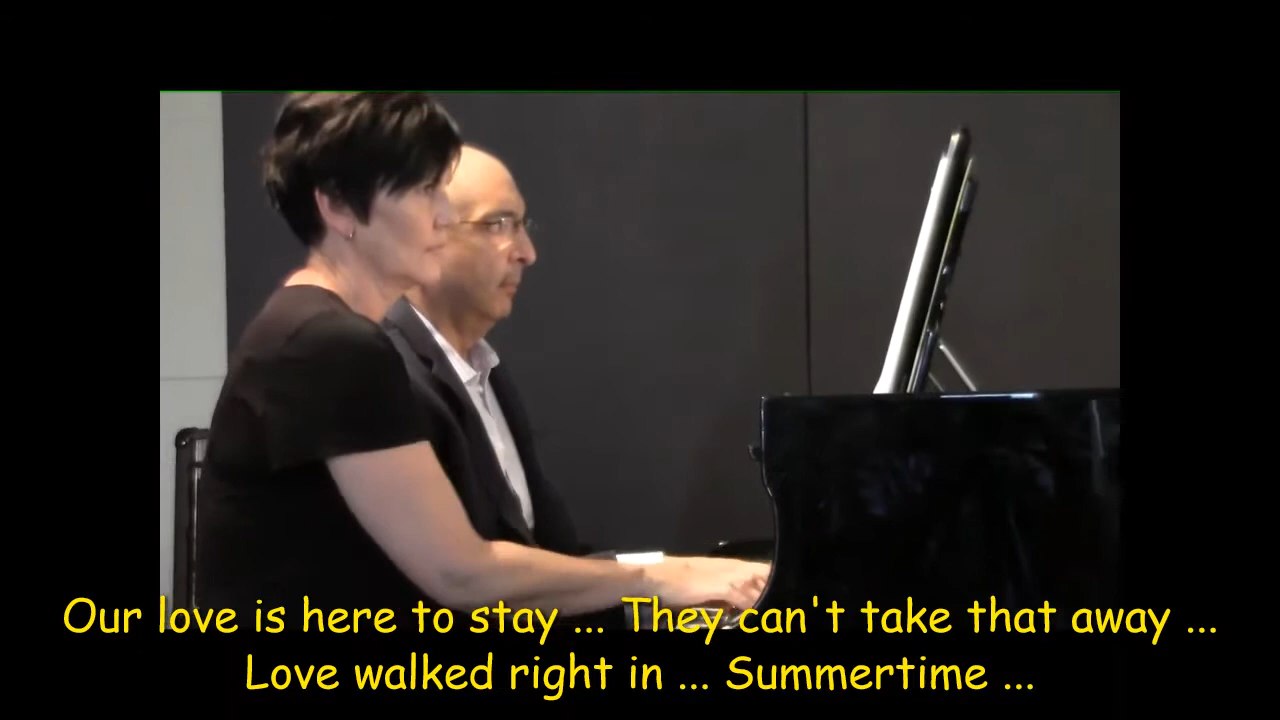 Our love is here to stay ... They can't take that away ...
Love walked right in ... Summertime ...